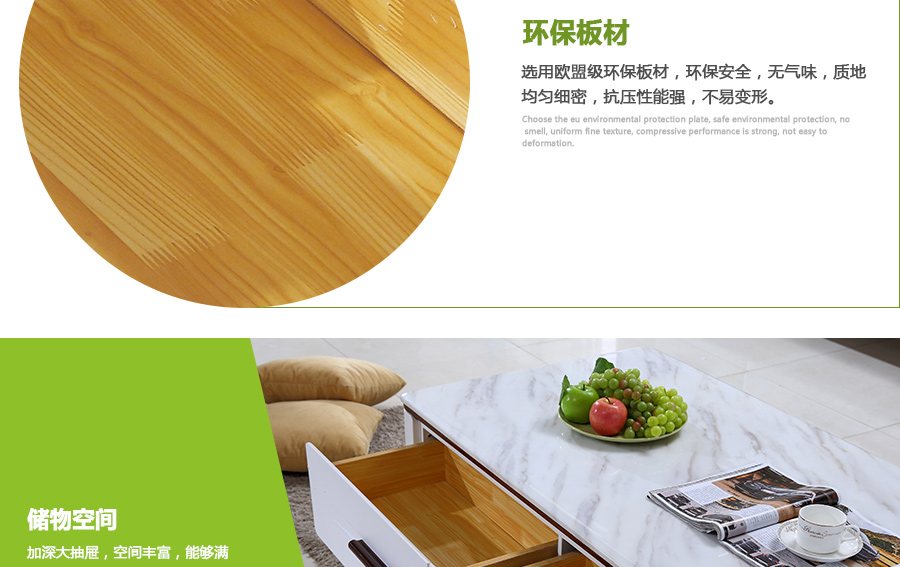 环保板材
选用欧盟级环保板材，环保安全，无气味，质地
均匀细密，抗压性能强，不易变形。
Choose the eu environmental protection plate, safe environmental protection, no
smell, uniform fine texture, compressive performance is strong, not easy to
deformation.
储物空间
加深大抽屉，空间丰富，能够满